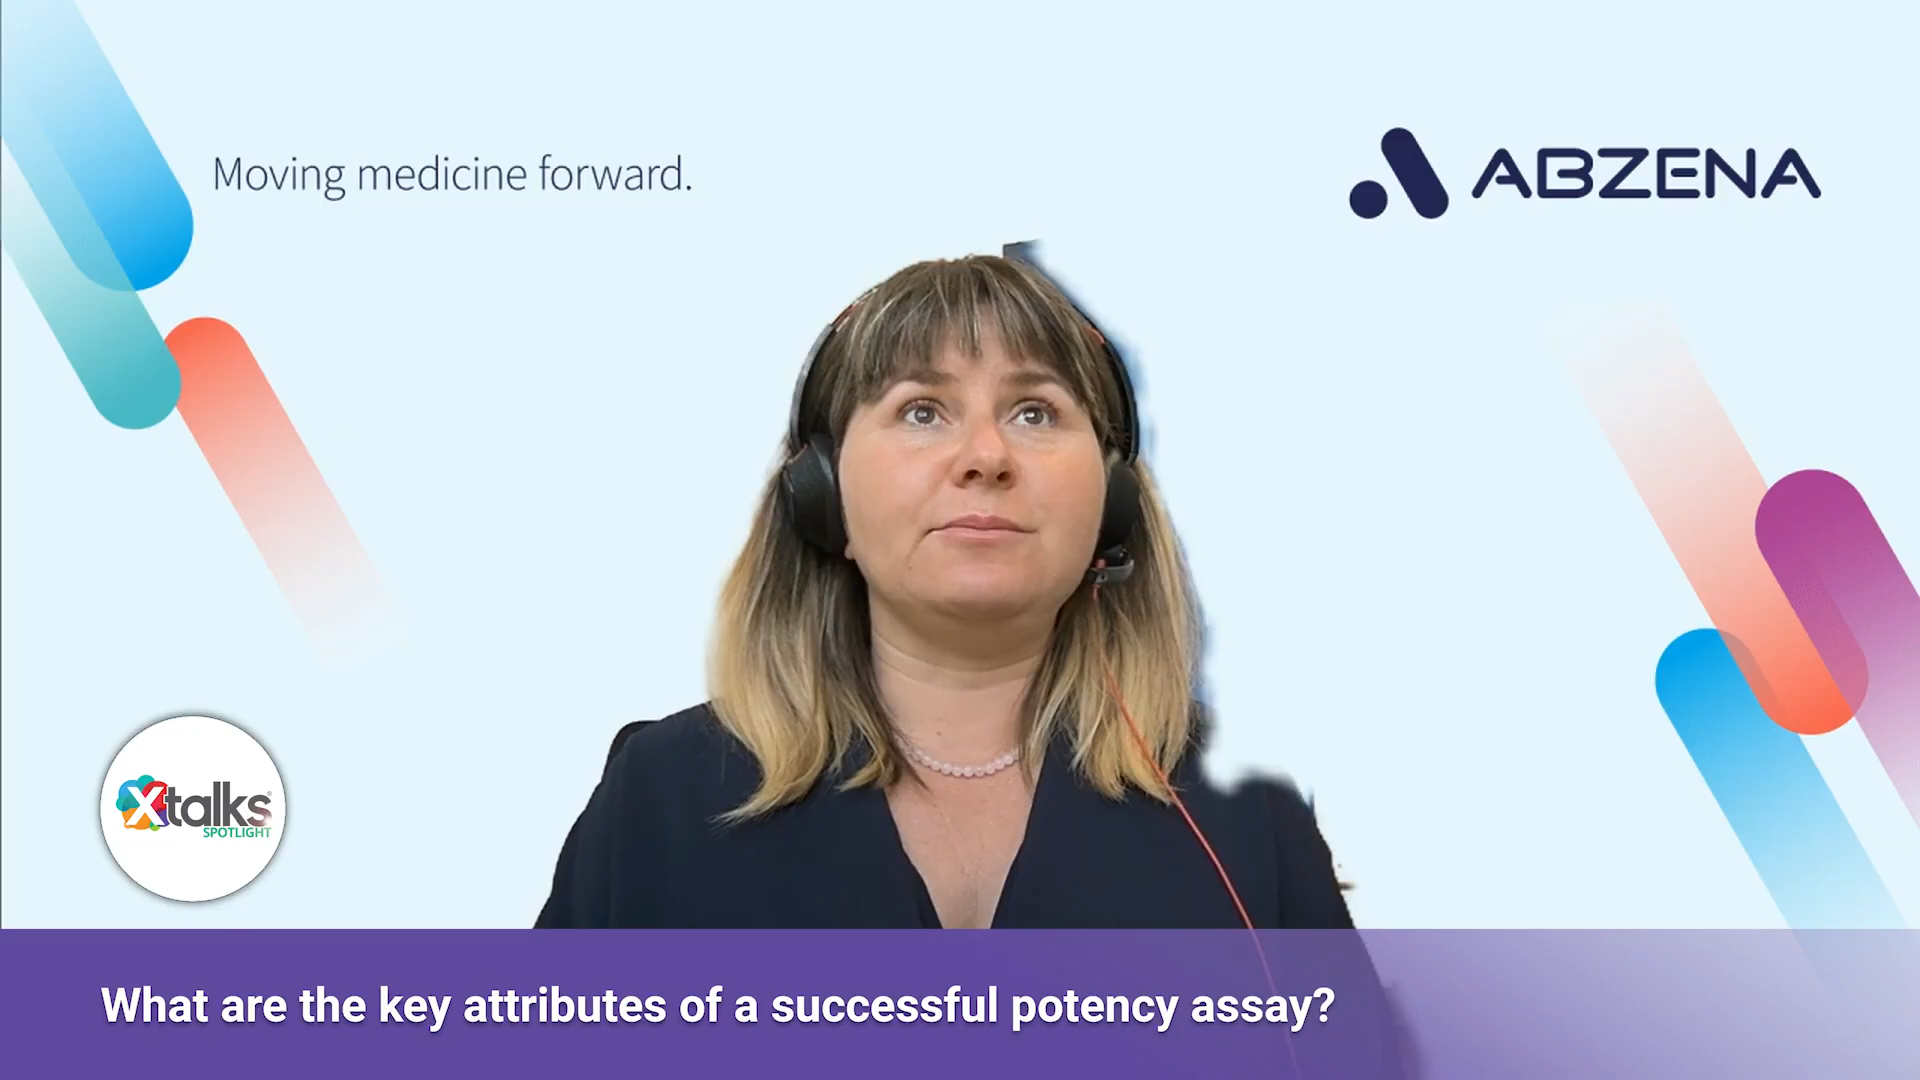 Moving medicine forward.
ABZENA
Xtalks
SPOTLIGHT
What are the key attributes of a successful potency assay?